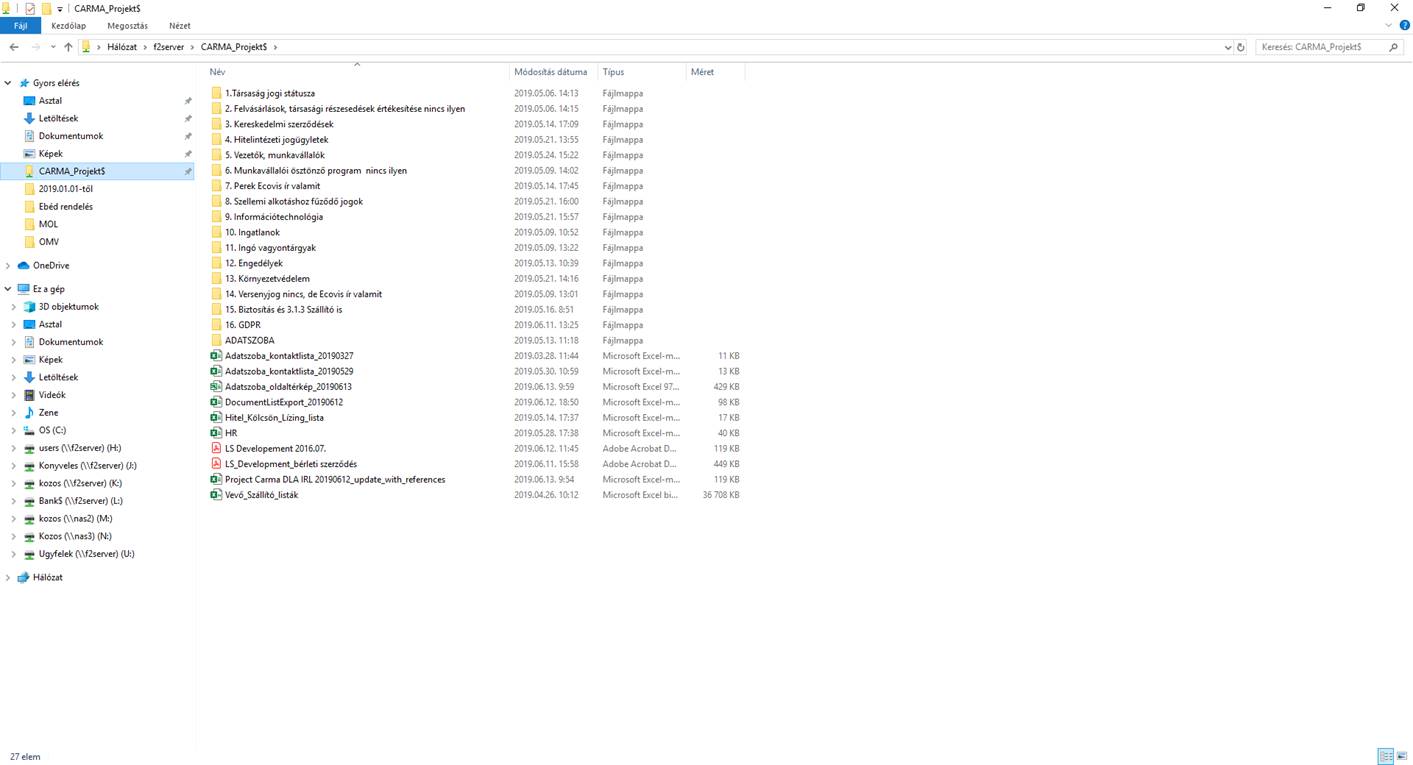 CARMA_Projekt$
Fájl Kezdőlap Megosztás Nézet
Hálózat f2server CARMA_Projekt$
Keresés: CARMA_Projekt$
Gyors elérés
Asztal
Letöltések
Dokumentumok
Képek
CARMA_Projekt$
2019.01.01-től
Ebéd rendelés
MOL
OMV
OneDrive
Ez a gép
3D objektumok
Asztal
Dokumentumok
Képek
Letöltések
Videók
Zene
OS (C:)
users (\\f2server) (H:)
Konyveles (\\f2server) (J:)
kozos (\\f2server) (K:)
Bank$ (\\f2server) (L:)
kozos (\\nas2) (M:)
Kozos (\\nas3) (N:)
Ugyfelek (\\f2server) (U:)
Hálózat
Név Módosítás dátuma Típus Méret
1.Társaság jogi státusza 2019.05.06. 14:13 Fájlmappa
2. Felvásárlások, társasági részesedések értékesítése nincs ilyen 2019.05.06. 14:15 Fájlmappa
3. Kereskedelmi szerződések 2019.05.14. 17:09 Fájlmappa
4. Hitelintézeti jogügyletek 2019.05.21. 13:55 Fájlmappa
5. Vezetők, munkavállalók 2019.05.24. 15:22 Fájlmappa
6. Munkavállalói ösztönző program nincs ilyen 2019.05.09. 14:02 Fájlmappa
7. Perek Ecovis ír valamit 2019.05.14. 17:45 Fájlmappa
8. Szellemi alkotáshoz fűződő jogok 2019.05.21. 16:00 Fájlmappa
9. Információtechnológia 2019.05.21. 15:57 Fájlmappa
10. Ingatlanok 2019.05.09. 10:52 Fájlmappa
11. Ingó vagyontárgyak 2019.05.09. 13:22 Fájlmappa
12. Engedélyek 2019.05.13. 10:39 Fájlmappa
13. Környezetvédelem 2019.05.21. 14:16 Fájlmappa
14. Versenyjog nincs, de Ecovis ír valamit 2019.05.09. 13:01 Fájlmappa
15. Biztosítás és 3.1.3 Szállító is 2019.05.16. 8:51 Fájlmappa
16. GDPR 2019.06.11. 13:25 Fájlmappa
ADATSZOBA 2019.05.13. 11:18 Fájlmappa
Adatszoba_kontaktlista_20190327 2019.03.28. 11:44 Microsoft Excel-m... 11 KB
Adatszoba_kontaktlista_20190529 2019.05.30. 10:59 Microsoft Excel-m... 13 KB
Adatszoba_oldaltérkép_20190613 2019.06.13. 9:59 Microsoft Excel 97... 429 KB
DocumentListExport_20190612 2019.06.12. 18:50 Microsoft Excel-m... 98 KB
Hitel_Kölcsön_Lízing_lista 2019.05.14. 17:37 Microsoft Excel-m... 17 KB
HR 2019.05.28. 17:38 Microsoft Excel-m... 40 KB
LS Developement 2016.07. 2019.06.12. 11:45 Adobe Acrobat D... 119 KB
LS_Development_bérleti szerződés 2019.06.11. 15:58 Adobe Acrobat D... 449 KB
Project Carma DLA IRL 20190612_update_with_references 2019.06.13. 9:54 Microsoft Excel-m... 119 KB
Vevő_Szállító_listák 2019.04.26. 10:12 Microsoft Excel bi... 36 708 KB
27 elem